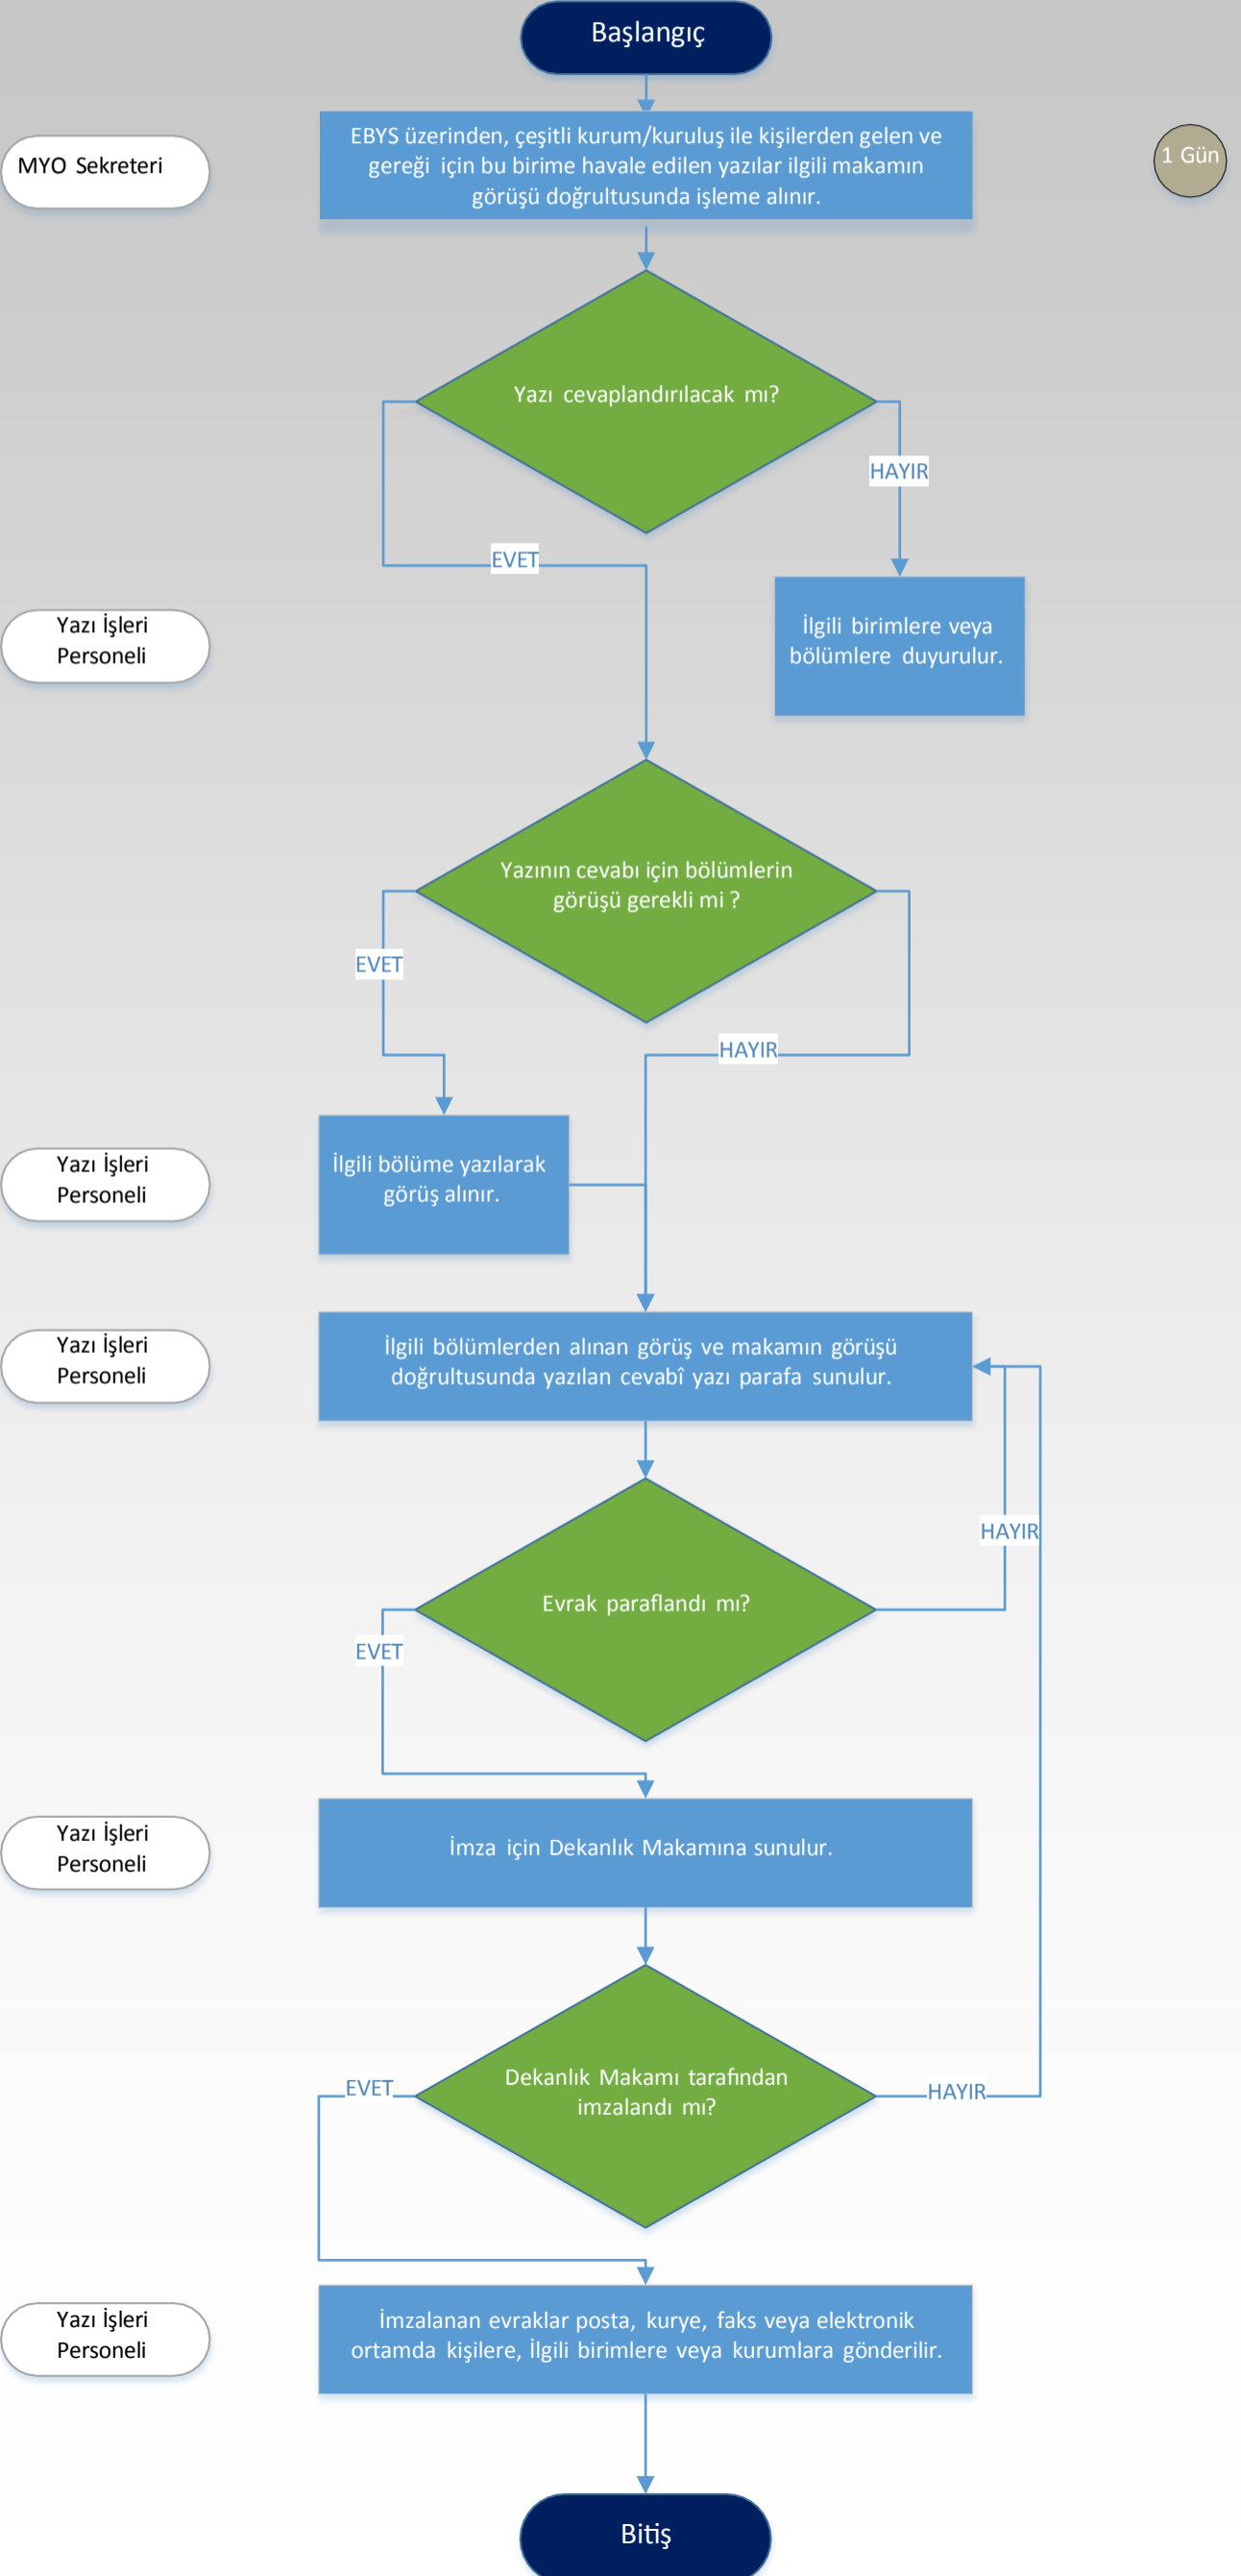 Başlangıç
MYO Sekreteri
EBYS üzerinden, çeşitli kurum/kuruluş ile kişilerden gelen ve
gereği için bu birime havale edilen yazılar ilgili makamın
görüşü doğrultusunda işleme alınır.
1 Gün
Yazı cevaplandırılacak mı?
HAYIR
EVET
Yazı İşleri
Personeli
İlgili birimlere veya
bölümlere duyurulur.
Yazının cevabı için bölümlerin
görüşü gerekli mi ?
EVET
HAYIR
Yazı İşleri
Personeli
İlgili bölüme yazılarak
görüş alınır.
Yazı İşleri
Personeli
İlgili bölümlerden alınan görüş ve makamın görüşü
doğrultusunda yazılan cevabî yazı parafa sunulur.
HAYIR
Evrak paraflandı mı?
EVET
Yazı İşleri
Personeli
İmza için Dekanlık Makamına sunulur.
Dekanlık Makamı tarafından
imzalandı mı?
EVET
HAYIR
Yazı İşleri
Personeli
İmzalanan evraklar posta, kurye, faks veya elektronik
ortamda kişilere, İlgili birimlere veya kurumlara gönderilir.
Bitiş